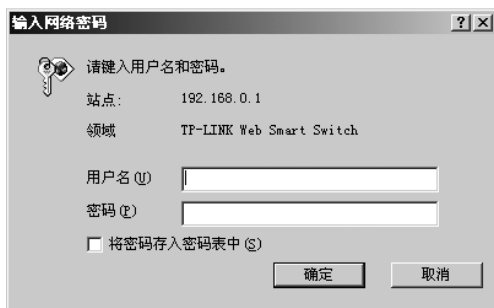 输入网络密码
请键入用户名和密码。
站点: 192.168.0.1
领域 TP-LINK Web Smart Switch
用户名(U)
密码(P)
将密码存入密码表中(S)
确定 取消